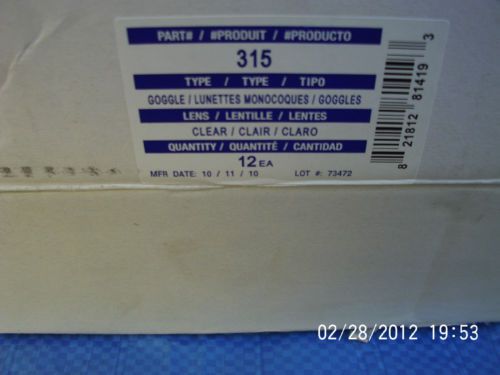 PART# / #PRODUIT / #PRODUCTO
315
TYPE / TYPE / TIPO
GOGGLE / LUNETTES MONOCOQUES / GOGGLES
LENS / LENTILLE / LENTES
CLEAR / CLAIR / CLARO
QUANTITY / QUANTITÉ / CANTIDAD
12 EA
MFR DATE: 10 / 11 / 10 LOT #: 73472
8 21812 81419 3
02/28/2012 19:53